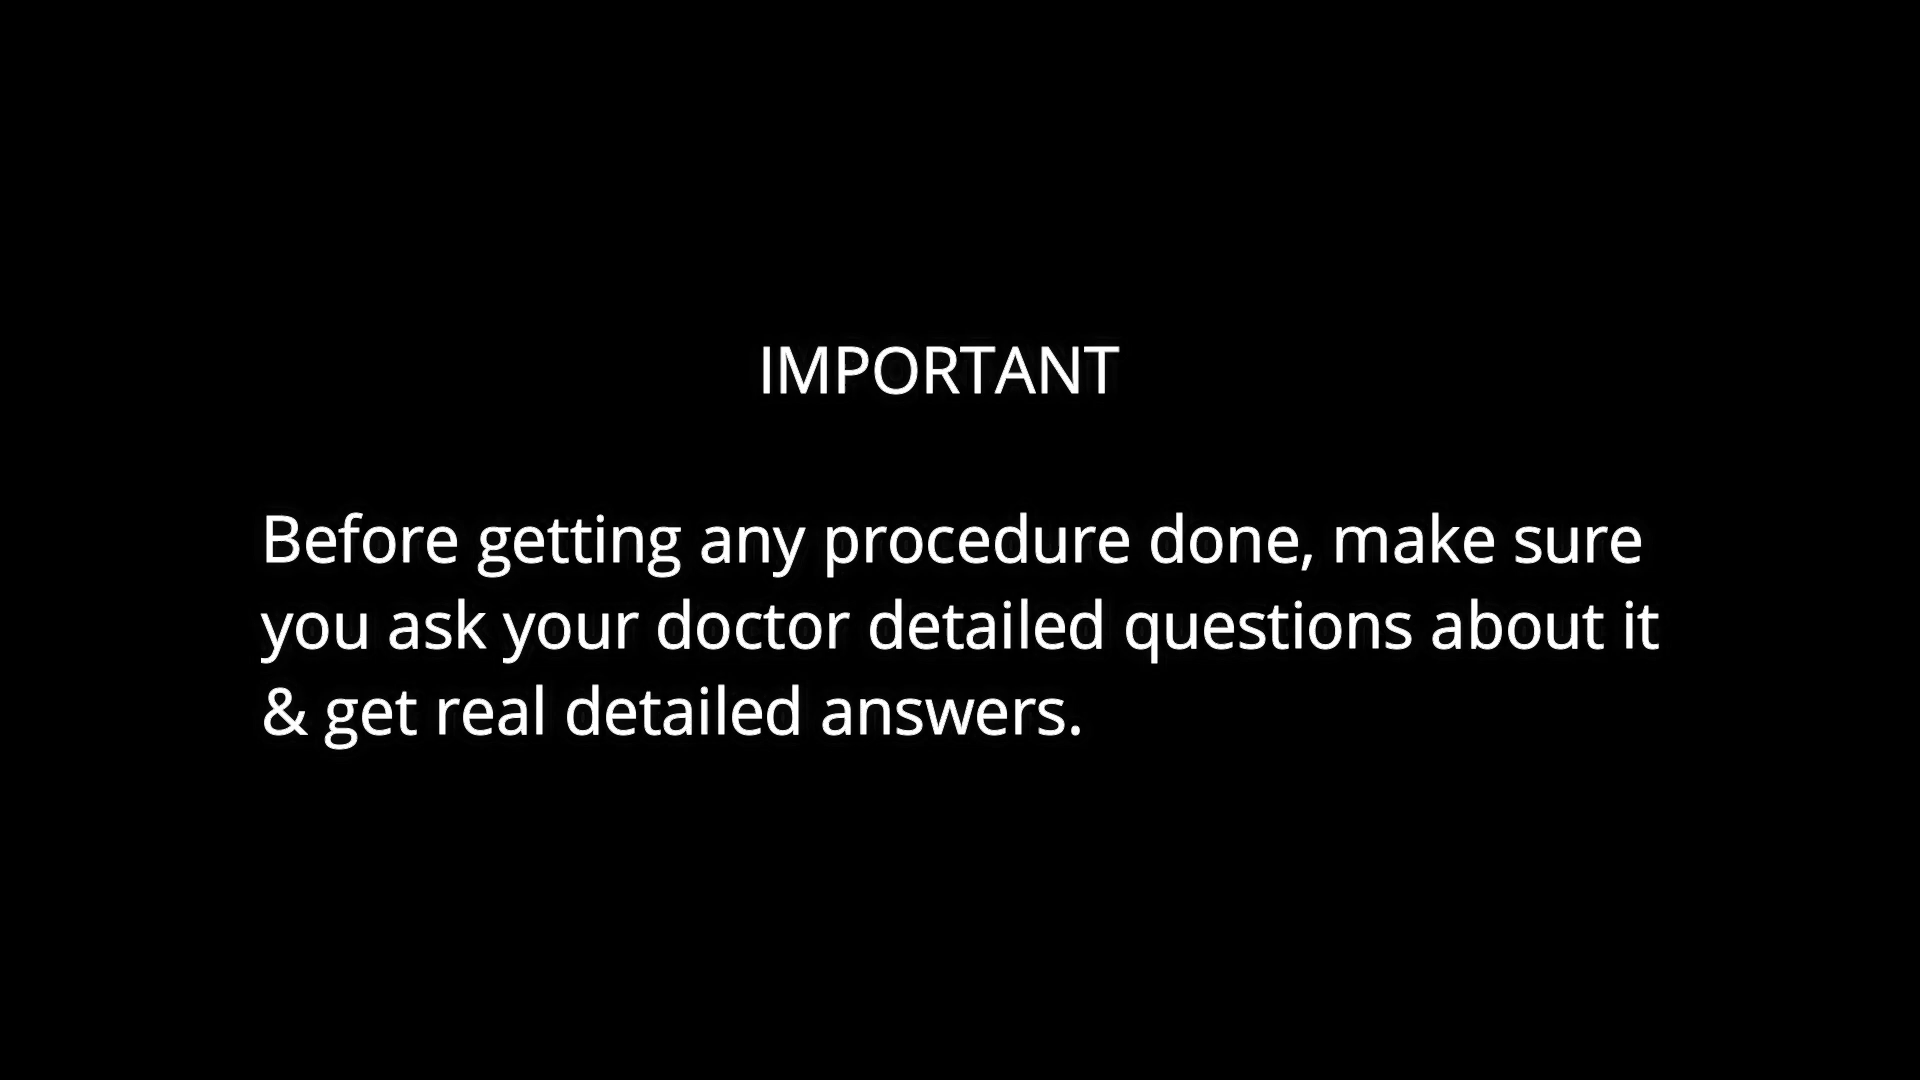 IMPORTANT
Before getting any procedure done, make sure
you ask your doctor detailed questions about it
& get real detailed answers.